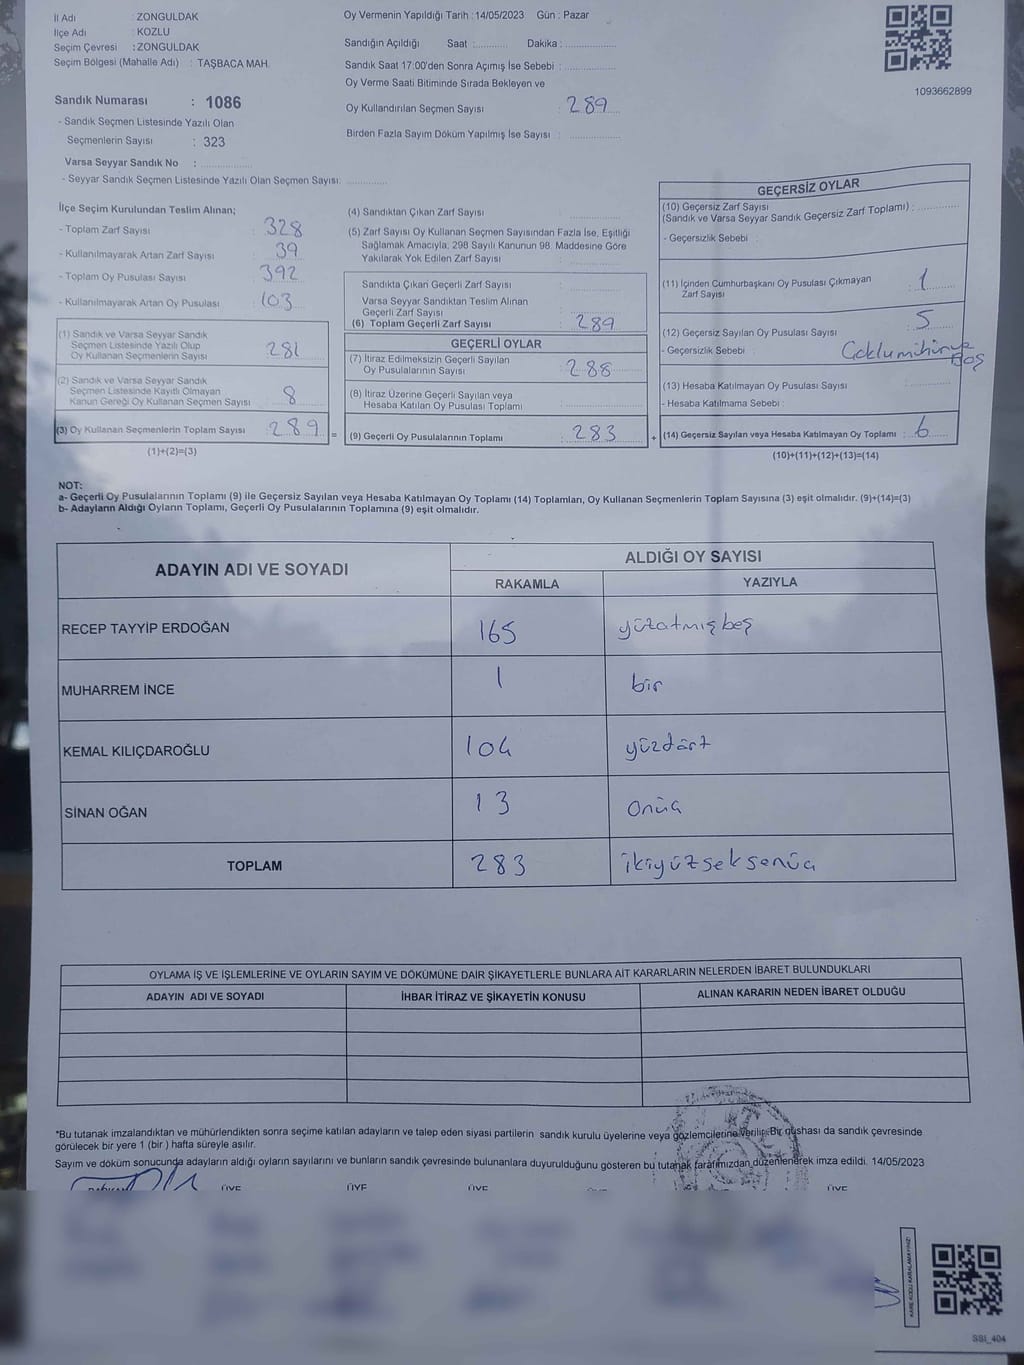 İl Adı : ZONGULDAK
İlçe Adı : KOZLU
Seçim Çevresi : ZONGULDAK
Seçim Bölgesi (Mahalle Adı) : TAŞBACA MAH.
Sandık Numarası : 1086
- Sandık Seçmen Listesinde Yazılı Olan
Seçmenlerin Sayısı : 323
Varsa Seyyar Sandık No :
- Seyyar Sandık Seçmen Listesinde Yazılı Olan Seçmen Sayısı:
Oy Vermenin Yapıldığı Tarih : 14/05/2023 Gün : Pazar
Sandığın Açıldığı Saat : Dakika :
Sandık Saat 17:00'den Sonra Açımış İse Sebebi :
Oy Verme Saati Bitiminde Sırada Bekleyen ve
Oy Kullandırılan Seçmen Sayısı : 289
Birden Fazla Sayım Döküm Yapılmış İse Sayısı :
1093662899
İlçe Seçim Kurulundan Teslim Alınan;
- Toplam Zarf Sayısı : 328
- Kullanılmayarak Artan Zarf Sayısı : 39
- Toplam Oy Pusulası Sayısı : 392
- Kullanılmayarak Artan Oy Pusulası : 103
(1) Sandık ve Varsa Seyyar Sandık
Seçmen Listesinde Yazılı Olup
Oy Kullanan Seçmenlerin Sayısı : 281
(2) Sandık ve Varsa Seyyar Sandık
Seçmen Listesinde Kayıtlı Olmayan
Kanun Gereği Oy Kullanan Seçmen Sayısı : 8
(3) Oy Kullanan Seçmenlerin Toplam Sayısı : 289 =
(1)+(2)=(3)
(4) Sandıktan Çıkan Zarf Sayısı :
(5) Zarf Sayısı Oy Kullanan Seçmen Sayısından Fazla İse, Eşitliği
Sağlamak Amacıyla, 298 Sayılı Kanunun 98. Maddesine Göre
Yakılarak Yok Edilen Zarf Sayısı :
Sandıkta Çıkan Geçerli Zarf Sayısı :
Varsa Seyyar Sandıktan Teslim Alınan
Geçerli Zarf Sayısı :
(6) Toplam Geçerli Zarf Sayısı : 289
GEÇERLİ OYLAR
(7) İtiraz Edilmeksizin Geçerli Sayılan
Oy Pusulalarının Sayısı : 288
(8) İtiraz Üzerine Geçerli Sayılan veya
Hesaba Katılan Oy Pusulası Toplamı :
(9) Geçerli Oy Pusulalarının Toplamı : 283 +
GEÇERSİZ OYLAR
(10) Geçersiz Zarf Sayısı
(Sandık ve Varsa Seyyar Sandık Geçersiz Zarf Toplamı) :
- Geçersizlik Sebebi :
(11) İçinden Cumhurbaşkanı Oy Pusulası Çıkmayan
Zarf Sayısı : 1
(12) Geçersiz Sayılan Oy Pusulası Sayısı : 5
- Geçersizlik Sebebi : Boş
(13) Hesaba Katılmayan Oy Pusulası Sayısı :
- Hesaba Katılmama Sebebi :
(14) Geçersiz Sayılan veya Hesaba Katılmayan Oy Toplamı : 6
(10)+(11)+(12)+(13)=(14)
NOT:
a- Geçerli Oy Pusulalarının Toplamı (9) ile Geçersiz Sayılan veya Hesaba Katılmayan Oy Toplamı (14) Toplamları, Oy Kullanan Seçmenlerin Toplam Sayısına (3) eşit olmalıdır. (9)+(14)=(3)
b- Adayların Aldığı Oyların Toplamı, Geçerli Oy Pusulalarının Toplamına (9) eşit olmalıdır.
ADAYIN ADI VE SOYADI ALDIĞI OY SAYISI
RAKAMLA YAZIYLA
RECEP TAYYİP ERDOĞAN 165 yüzatmışbeş
MUHARREM İNCE 1 bir
KEMAL KILIÇDAROĞLU 104 yüzdört
SİNAN OĞAN 13 onüç
TOPLAM 283 ikiyüzseksenüç
OYLAMA İŞ VE İŞLEMLERİNE VE OYLARIN SAYIM VE DÖKÜMÜNE DAİR ŞİKAYETLERLE BUNLARA AİT KARARLARIN NELERDEN İBARET BULUNDUKLARI
ADAYIN ADI VE SOYADI İHBAR İTİRAZ VE ŞİKAYETİN KONUSU ALINAN KARARIN NEDEN İBARET OLDUĞU
*Bu tutanak imzalandıktan ve mühürlendikten sonra seçime katılan adayların ve talep eden siyasi partilerin sandık kurulu üyelerine veya gözlemcilerine verilip, Bir nüshası da sandık çevresinde
görülecek bir yere 1 (bir ) hafta süreyle asılır.
Sayım ve döküm sonucunda adayların aldığı oyların sayılarını ve bunların sandık çevresinde bulunanlara duyurulduğunu gösteren bu tutanak tarafımızdan düzenlenerek imza edildi. 14/05/2023
ÜYE ÜYE ÜYE ÜYE
KARE KODU KARALAMAYINIZ!
SSI_404